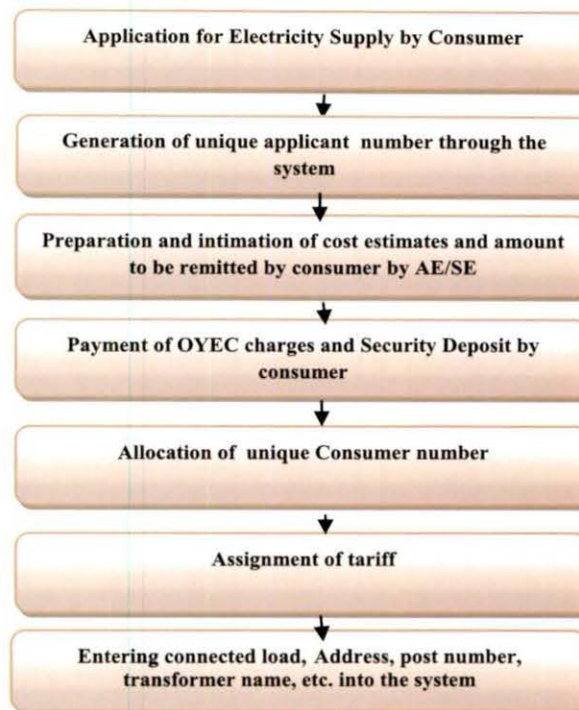 Application for Electricity Supply by Consumer
Generation of unique applicant number through the
system
Preparation and intimation of cost estimates and amount
to be remitted by consumer by AE/SE
Payment of OYEC charges and Security Deposit by
consumer
Allocation of unique Consumer number
Assignment of tariff
Entering connected load, Address, post number,
transformer name, etc. into the system